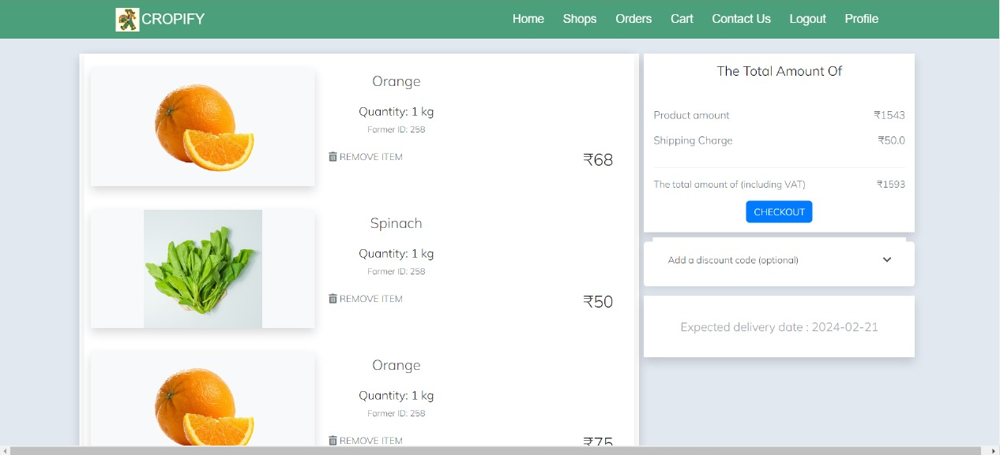 CROPIFY
Home Shops Orders Cart Contact Us Logout Profile
Orange
Quantity: 1 kg
Farmer ID: 258
REMOVE ITEM
₹68
Spinach
Quantity: 1 kg
Farmer ID: 258
REMOVE ITEM
₹50
Orange
Quantity: 1 kg
Farmer ID: 258
REMOVE ITEM
₹75
The Total Amount Of
Product amount ₹1543
Shipping Charge ₹50.0
The total amount of (including VAT) ₹1593
CHECKOUT
Add a discount code (optional)
Expected delivery date : 2024-02-21